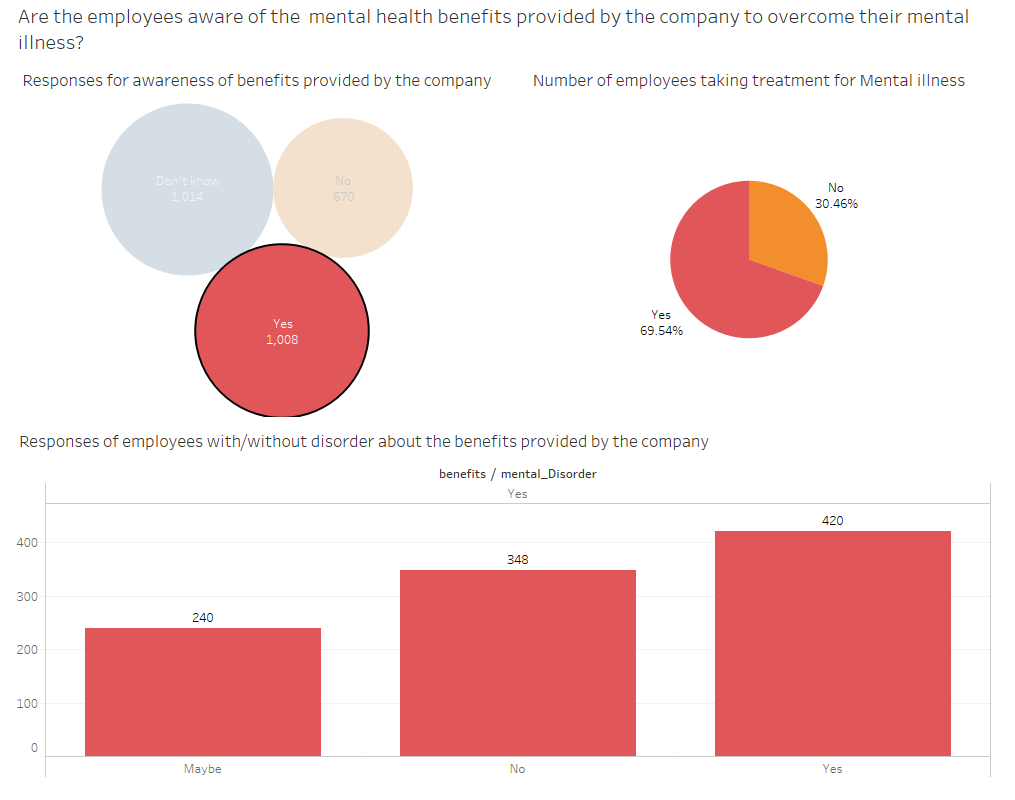 Are the employees aware of the mental health benefits provided by the company to overcome their mental
illness?
Responses for awareness of benefits provided by the company
Number of employees taking treatment for Mental illness
Don't know
1,014
No
670
Yes
1,008
No
30.46%
Yes
69.54%
Responses of employees with/without disorder about the benefits provided by the company
benefits / mental_Disorder
Yes
400
300
200
100
0
240
348
420
Maybe
No
Yes